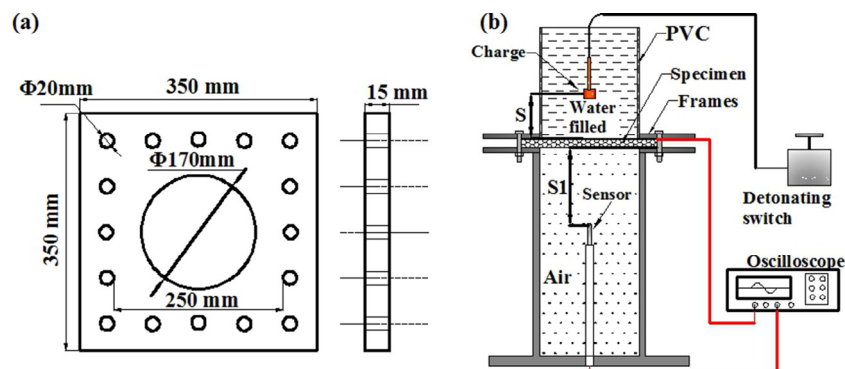 (a)
350 mm
15 mm
Φ20mm
Φ170mm
350 mm
250 mm
(b)
PVC
Charge
Specimen
S
Water
filled
Frames
S1
Sensor
Detonating
switch
Oscilloscope
Air